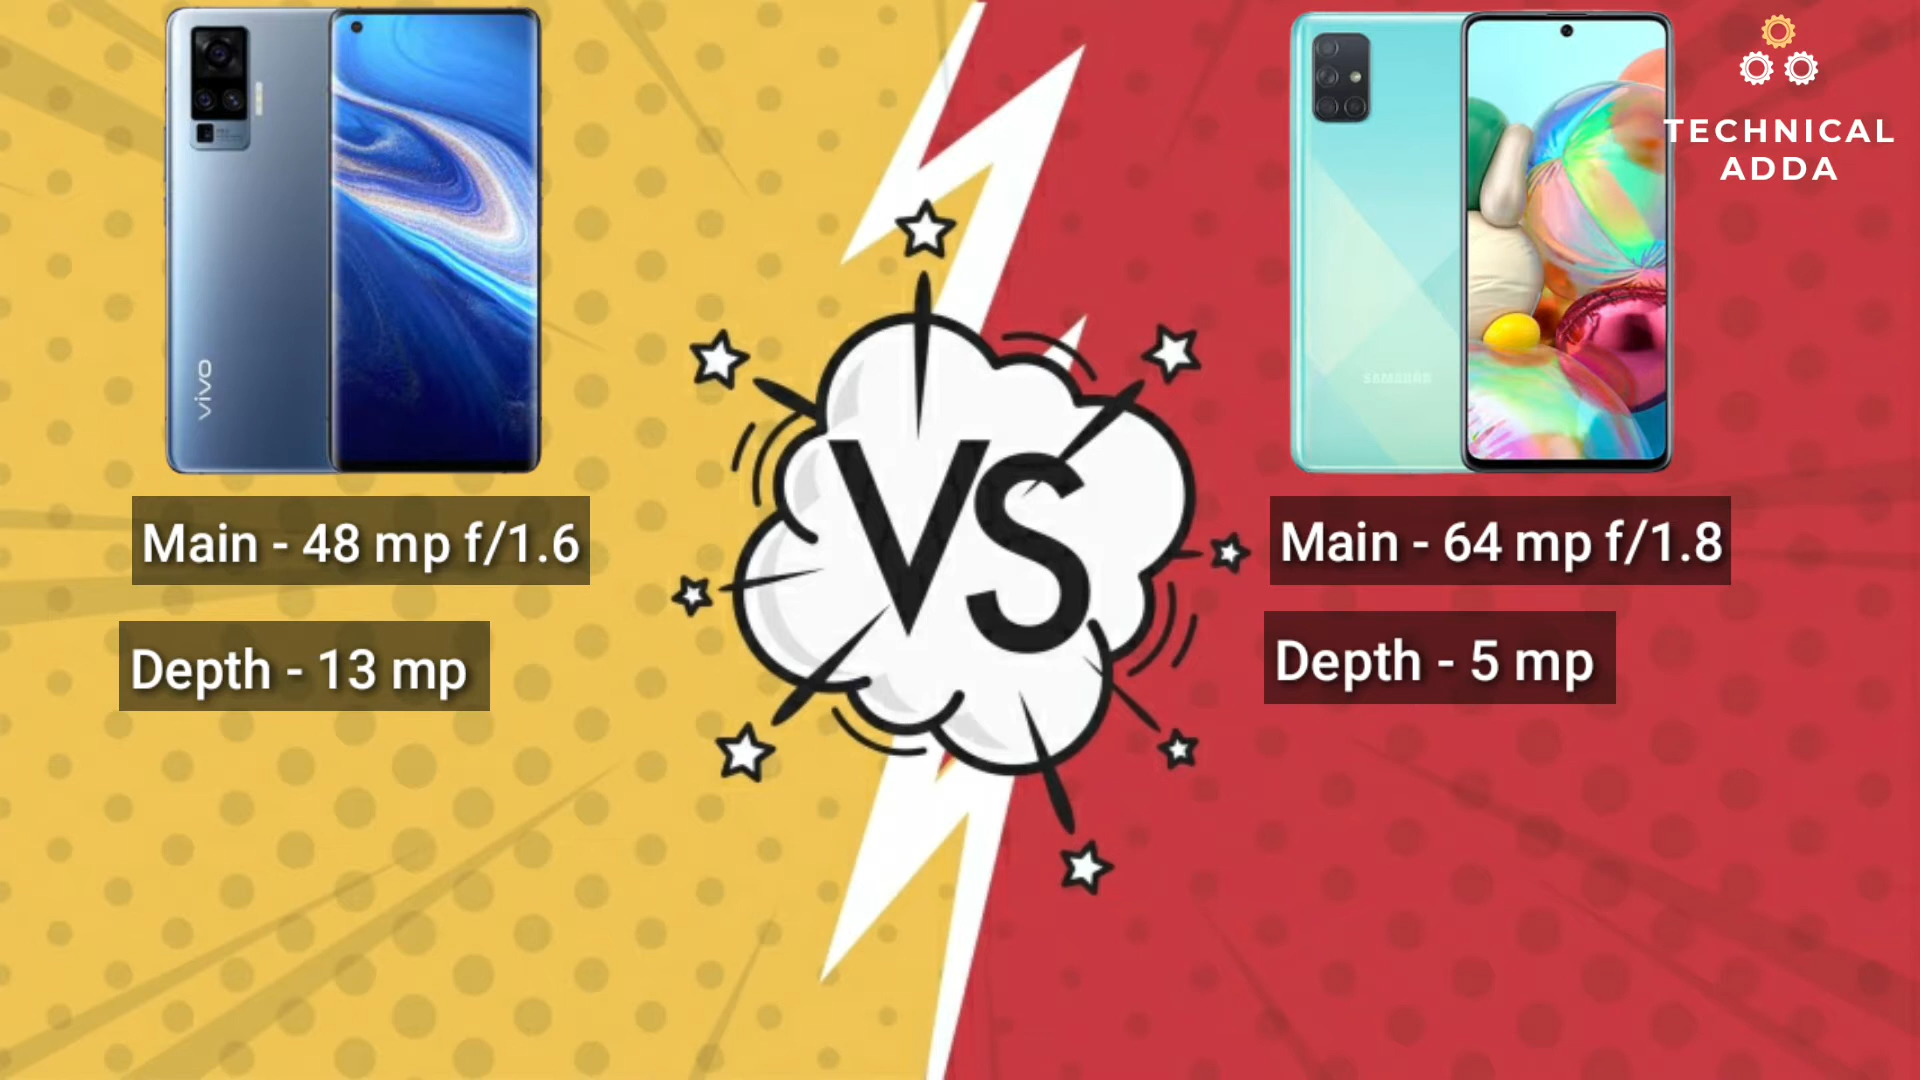 vivo
Main - 48 mp f/1.6
Depth - 13 mp
VS
SAMSUNG
Main - 64 mp f/1.8
Depth - 5 mp
TECHNICAL
ADDA